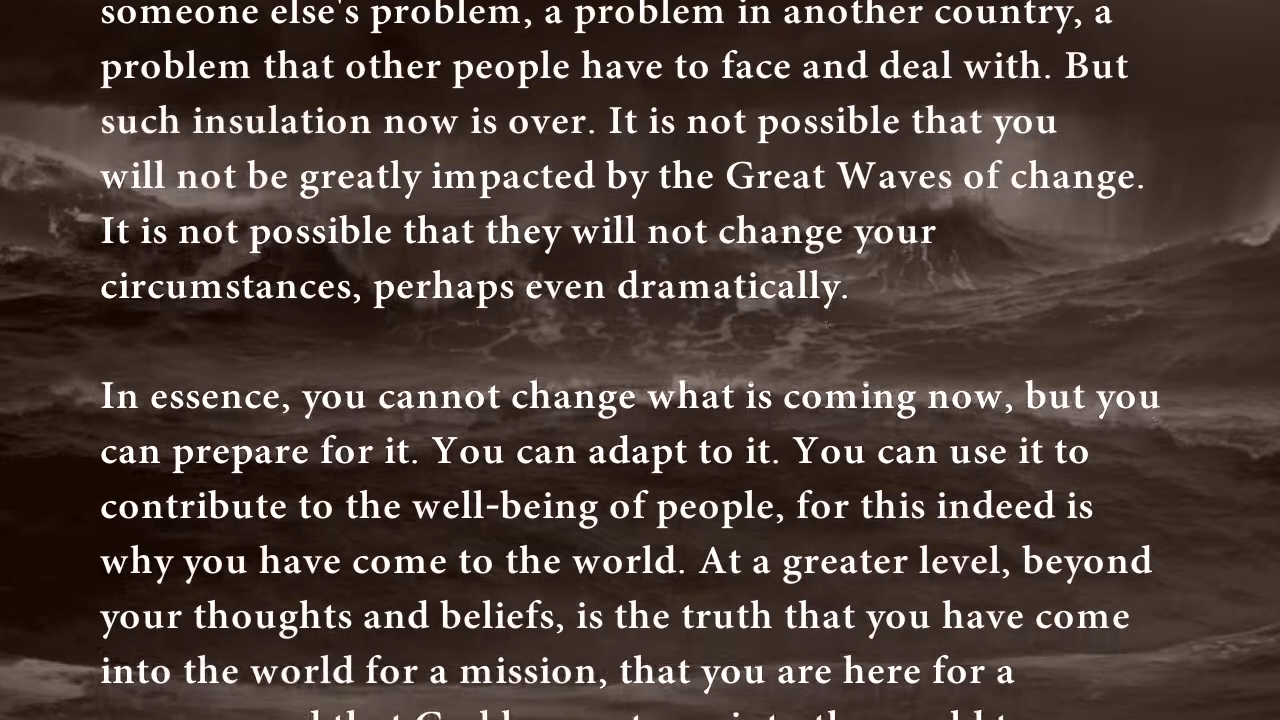 someone else's problem, a problem in another country, a
problem that other people have to face and deal with. But
such insulation now is over. It is not possible that you
will not be greatly impacted by the Great Waves of change.
It is not possible that they will not change your
circumstances, perhaps even dramatically.
In essence, you cannot change what is coming now, but you
can prepare for it. You can adapt to it. You can use it to
contribute to the well-being of people, for this indeed is
why you have come to the world. At a greater level, beyond
your thoughts and beliefs, is the truth that you have come
into the world for a mission, that you are here for a